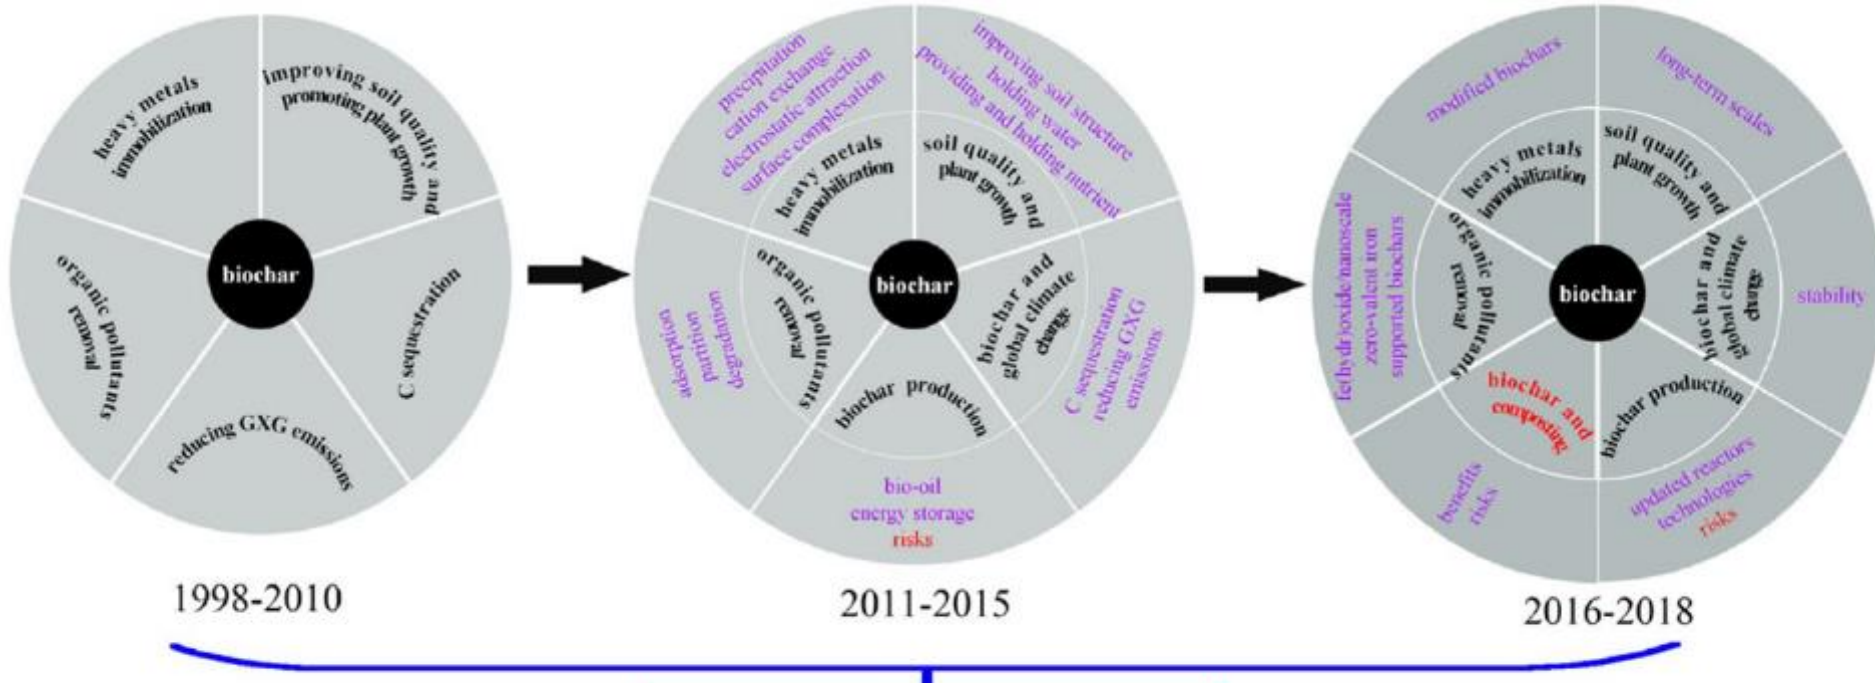 heavy metals
immobilization
improving soil quality and
promoting plant growth
organic pollutants
removal
biochar
C sequestration
reducing GXG emissions
1998-2010
precipitation
cation exchange
electrostatic attraction
surface complexation
improving soil structure
holding water
providing and holding nutrient
heavy metals
immobilization
soil quality and
plant growth
organic pollutants
removal
biochar
biochar and
global climate
change
adsorption
partition
degradation
C sequestration
reducing GXG
emissions
biochar production
bio-oil
energy storage
risks
2011-2015
modified biochars
long-term scales
heavy metals
immobilization
soil quality and
plant growth
fethydrioxide/nanoscale
zero-valent iron
supported biochars
organic pollutants
removal
biochar
biochar and
global climate
change
stability
biochar and
composting
biochar production
benefits
risks
updated reactors
technologies
risks
2016-2018